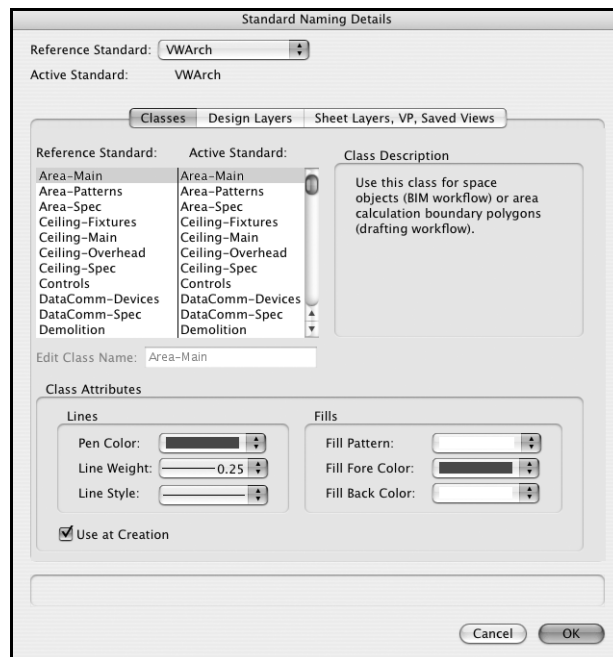 Standard Naming Details
Reference Standard: VWArch
Active Standard: VWArch
Classes Design Layers Sheet Layers, VP, Saved Views
Reference Standard: Active Standard: Class Description
Area-Main Area-Main
Area-Patterns Area-Patterns
Area-Spec Area-Spec
Ceiling-Fixtures Ceiling-Fixtures
Ceiling-Main Ceiling-Main
Ceiling-Overhead Ceiling-Overhead
Ceiling-Spec Ceiling-Spec
Controls Controls
DataComm-Devices DataComm-Devices
DataComm-Spec DataComm-Spec
Demolition Demolition
Use this class for space
objects (BIM workflow) or area
calculation boundary polygons
(drafting workflow).
Edit Class Name: Area-Main
Class Attributes
Lines Fills
Pen Color: Fill Pattern:
Line Weight: 0.25 Fill Fore Color:
Line Style: Fill Back Color:
Use at Creation
Cancel OK